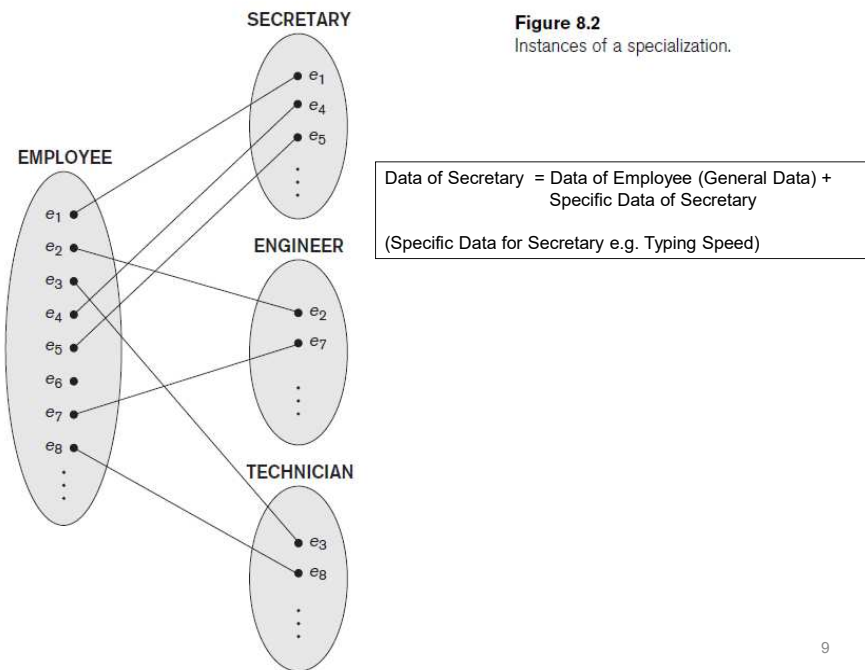 Figure 8.2
Instances of a specialization.
SECRETARY
e1
e4
e5
EMPLOYEE
e1
e2
e3
e4
e5
e6
e7
e8
Data of Secretary = Data of Employee (General Data) +
Specific Data of Secretary
(Specific Data for Secretary e.g. Typing Speed)
ENGINEER
e2
e7
TECHNICIAN
e3
e8
9